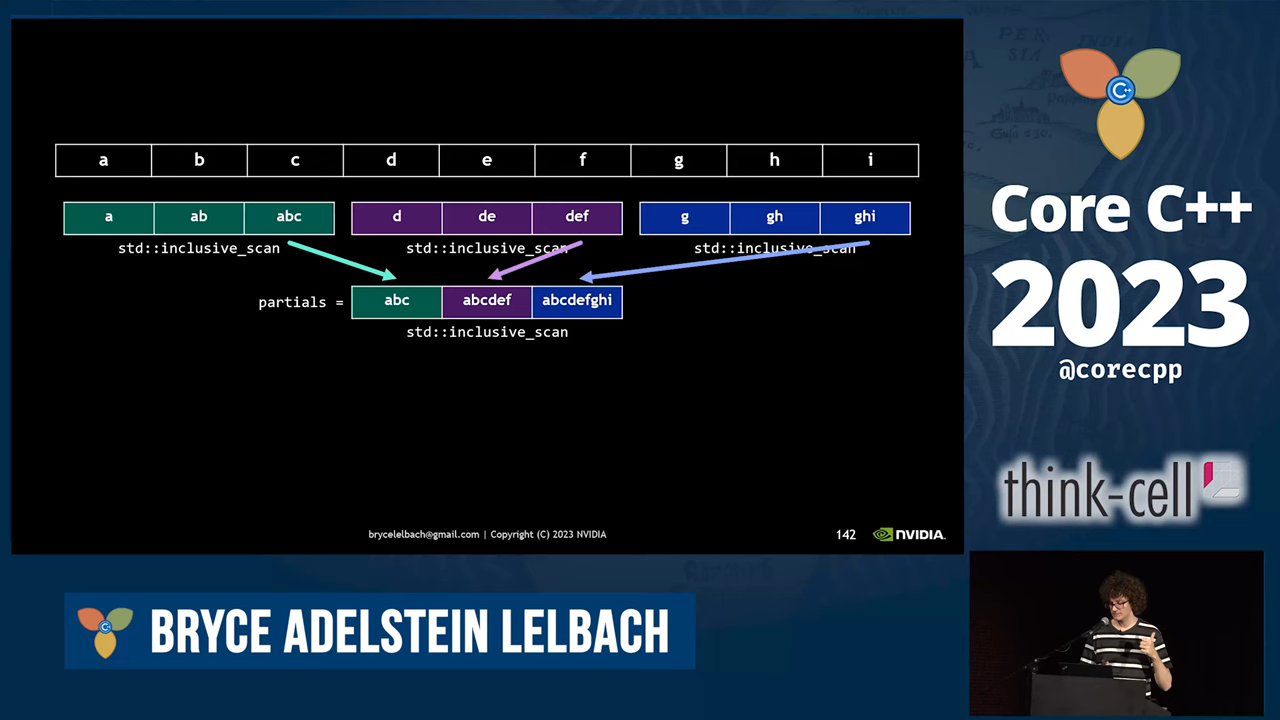 a b c d e f g h i
a ab abc d de def g gh ghi
std::inclusive_scan std::inclusive_scan std::inclusive_scan
partials = abc abcdef abcdefghi
std::inclusive_scan
brycelelbach@gmail.com | Copyright (C) 2023 NVIDIA
142 NVIDIA.
C++
Core C++
2023
@corecpp
think-cell
C++ BRYCE ADELSTEIN LELBACH